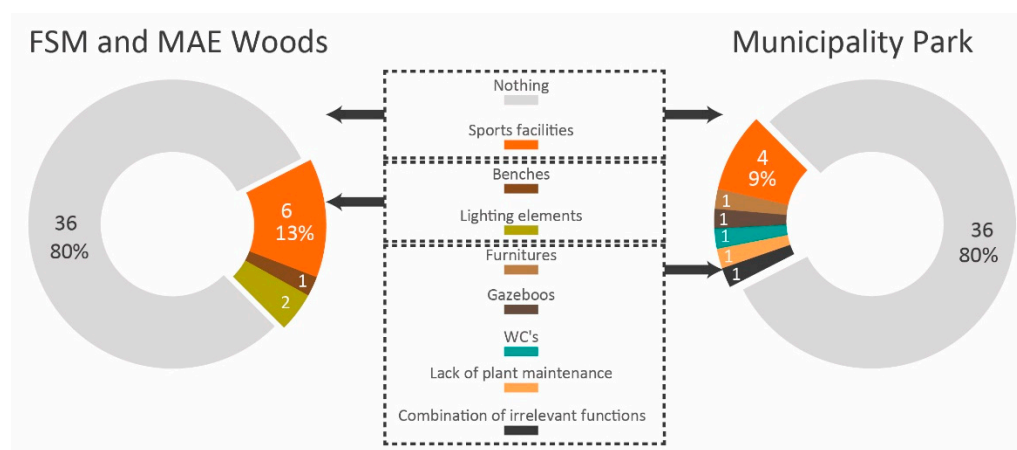 FSM and MAE Woods
Municipality Park
Nothing
Sports facilities
Benches
Lighting elements
Furnitures
Gazeboos
WC's
Lack of plant maintenance
Combination of irrelevant functions
36
80%
6
13%
1
2
4
9%
1
1
1
1
1
36
80%